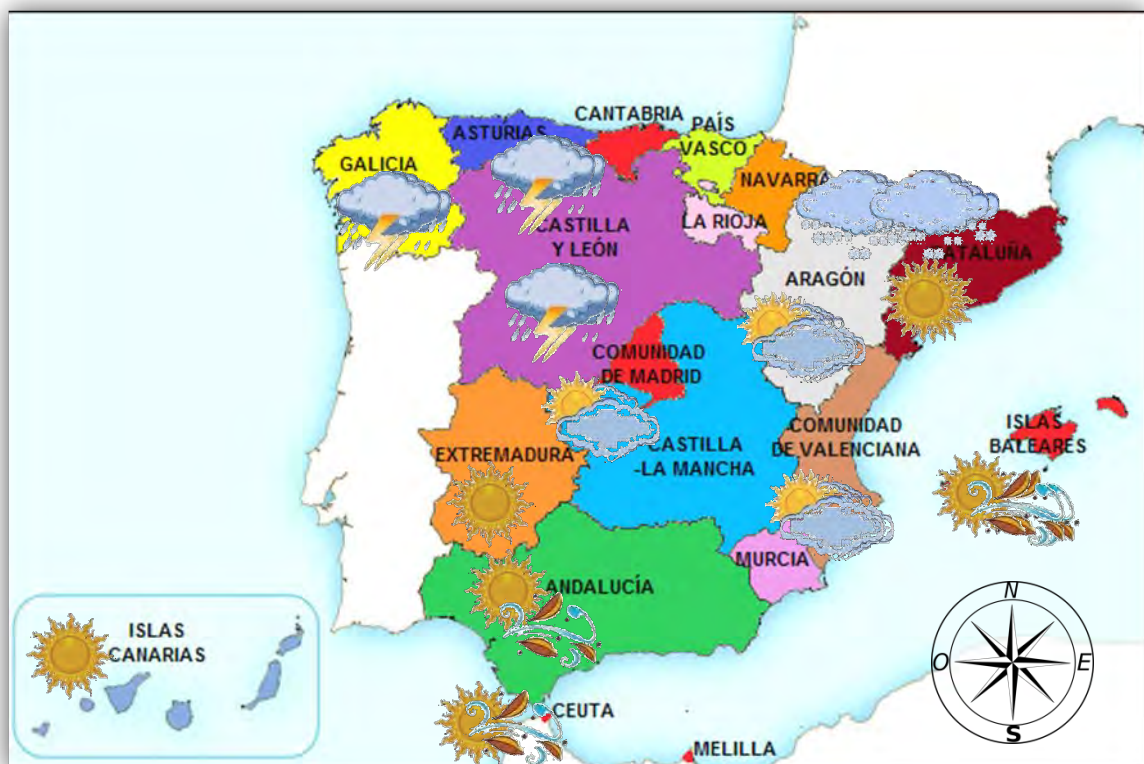 CANTABRIA
ASTURIAS
PAÍS
VASCO
GALICIA
NAVARRA
LA RIOJA
CASTILLA
Y LEÓN
CATALUÑA
ARAGÓN
COMUNIDAD
DE MADRID
ISLAS
BALEARES
COMUNIDAD
DE VALENCIANA
EXTREMADURA
CASTILLA
-LA MANCHA
MURCIA
ANDALUCÍA
ISLAS
CANARIAS
CEUTA
MELILLA
N
O
E
S